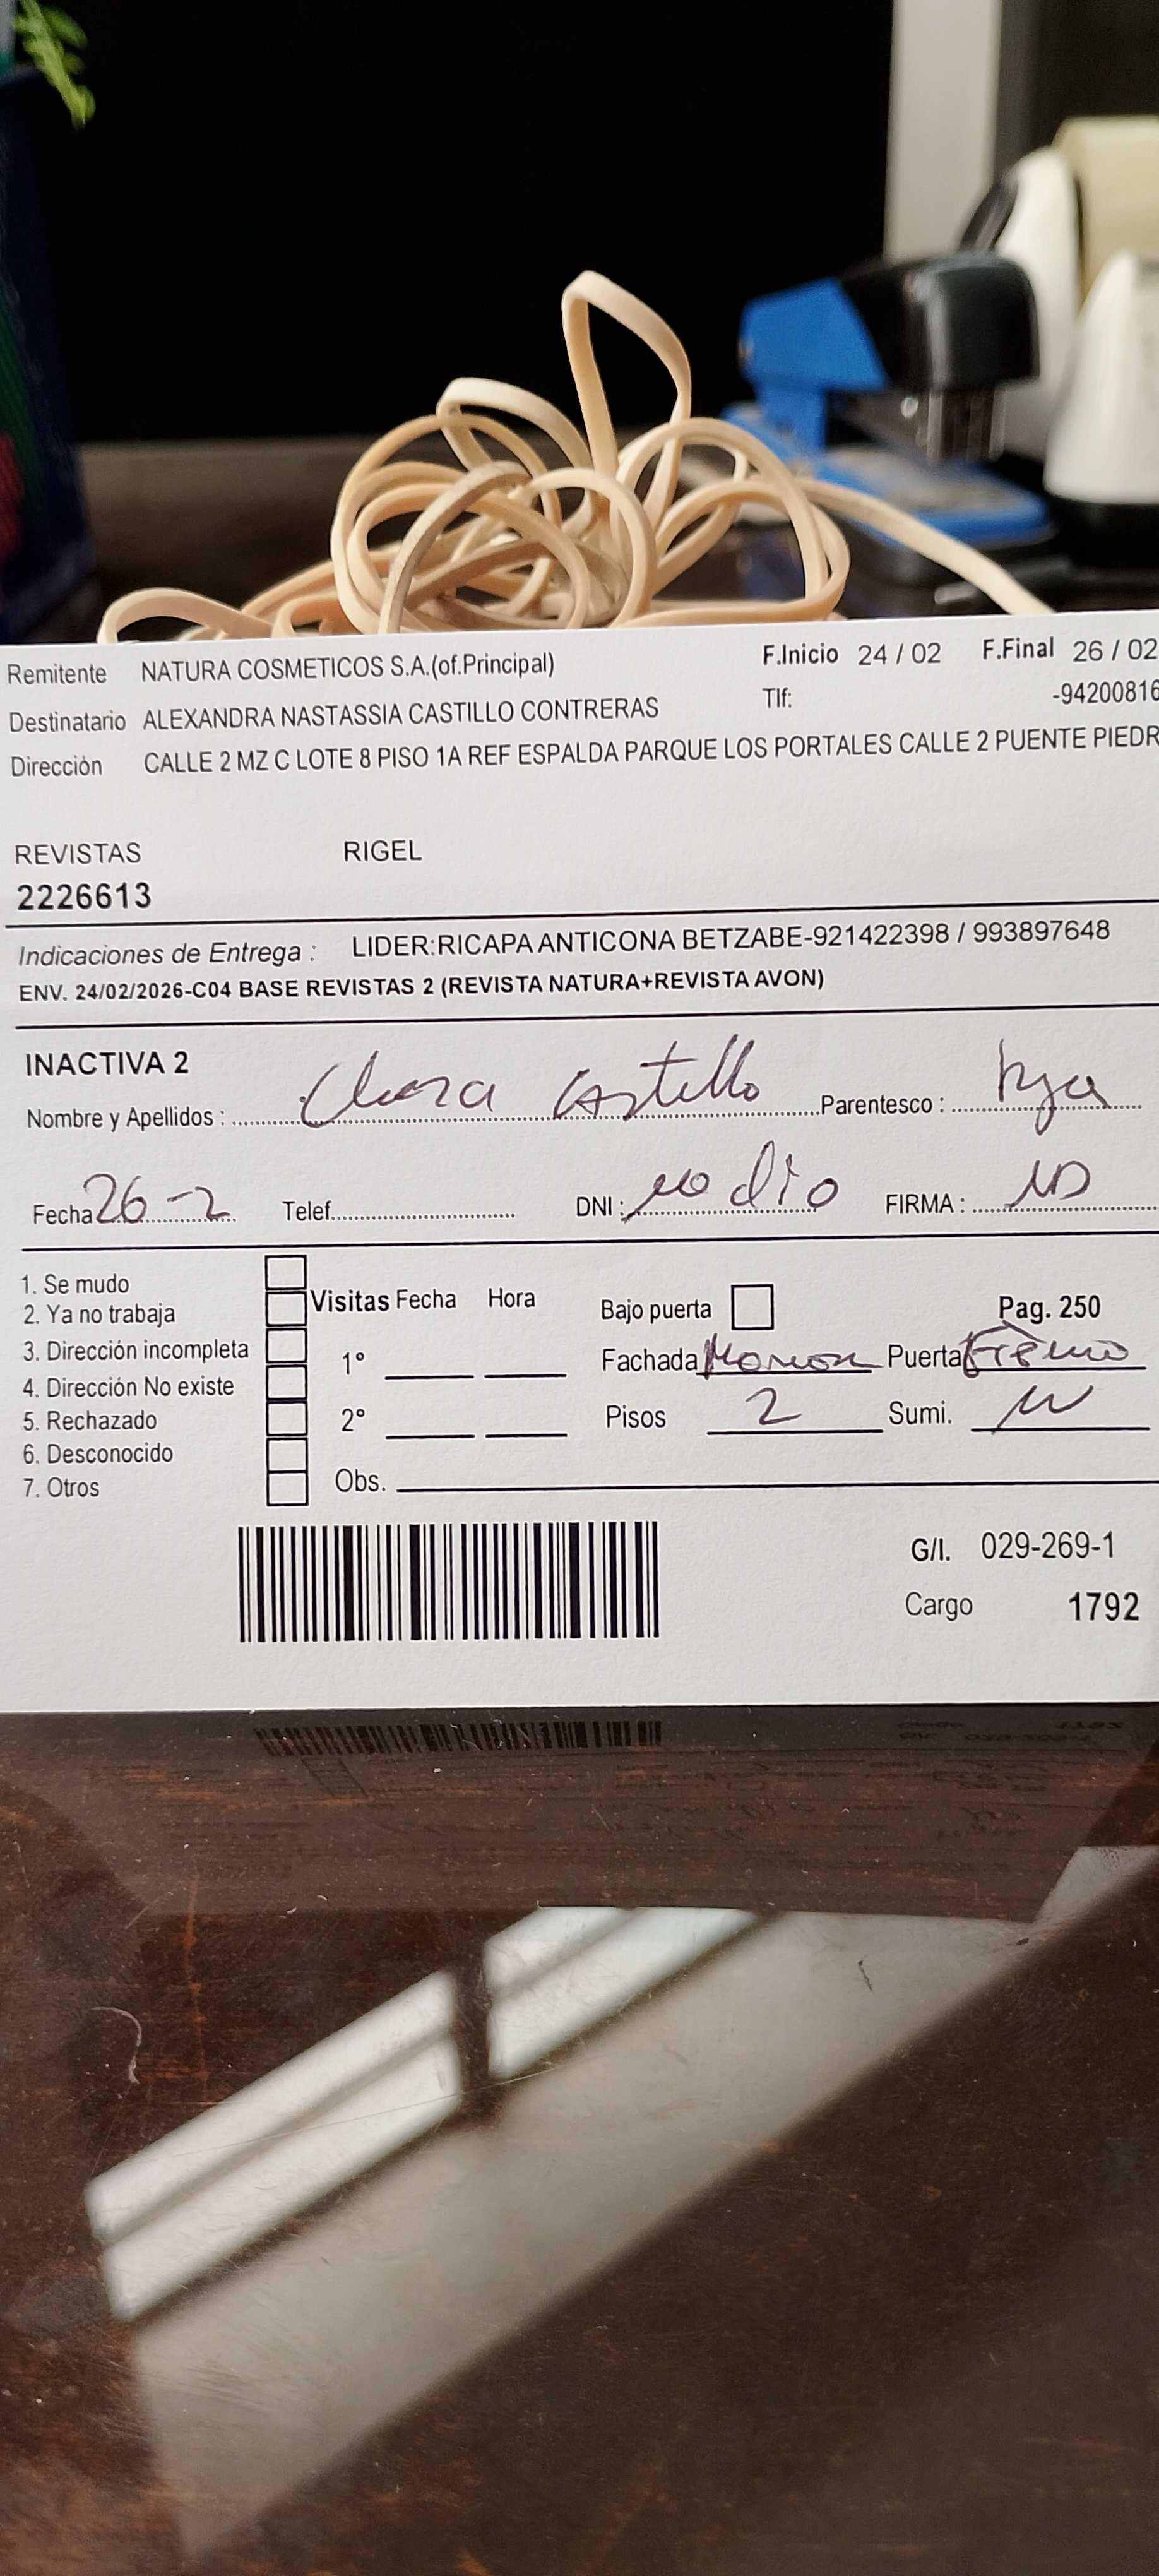 Remitente NATURA COSMETICOS S.A.(of.Principal) F.Inicio 24 / 02 F.Final 26 / 02
Destinatario ALEXANDRA NASTASSIA CASTILLO CONTRERAS Tlf: -94200816
Dirección CALLE 2 MZ C LOTE 8 PISO 1A REF ESPALDA PARQUE LOS PORTALES CALLE 2 PUENTE PIEDR
REVISTAS RIGEL
2226613
Indicaciones de Entrega : LIDER:RICAPA ANTICONA BETZABE-921422398 / 993897648
ENV. 24/02/2026-C04 BASE REVISTAS 2 (REVISTA NATURA+REVISTA AVON)
INACTIVA 2
Nombre y Apellidos : Castillo Parentesco : hija
Fecha 26-2 Telef. DNI : no dio FIRMA :
1. Se mudo
2. Ya no trabaja Visitas Fecha Hora Bajo puerta Pag. 250
3. Dirección incompleta 1° Fachada Puerta
4. Dirección No existe
5. Rechazado 2° Pisos 2 Sumi.
6. Desconocido
7. Otros Obs.
G/I. 029-269-1
Cargo 1792